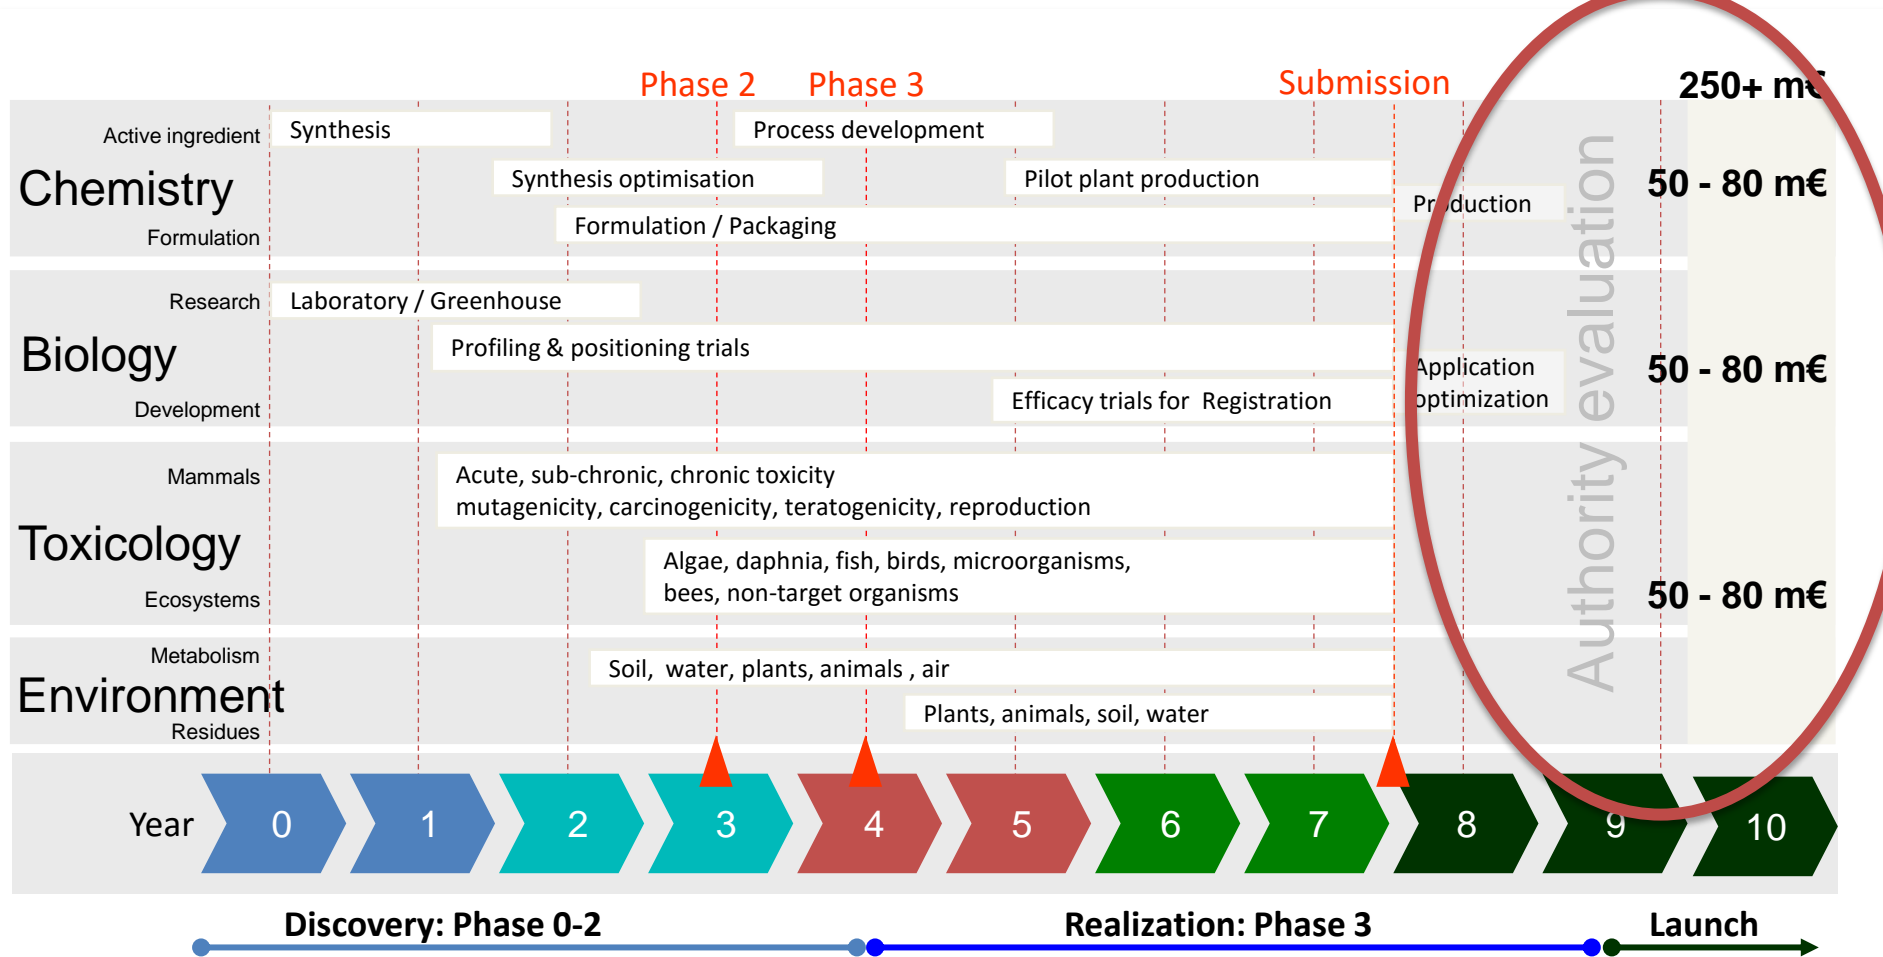 Phase 2
Phase 3
Submission
250+ m€
Active ingredient
Synthesis
Process development
Chemistry
Synthesis optimisation
Pilot plant production
50 - 80 m€
Production
Formulation
Formulation / Packaging
Research
Laboratory / Greenhouse
Biology
Profiling & positioning trials
50 - 80 m€
Application
optimization
Development
Efficacy trials for  Registration
Authority evaluation
Mammals
Acute, sub-chronic, chronic toxicity
mutagenicity, carcinogenicity, teratogenicity, reproduction
Toxicology
Algae, daphnia, fish, birds, microorganisms,
bees, non-target organisms
Ecosystems
50 - 80 m€
Metabolism
Soil,  water, plants, animals , air
Environment
Plants, animals, soil, water
Residues
Year
0
1
2
3
4
5
6
7
8
9
10
Discovery: Phase 0-2
Realization: Phase 3
Launch